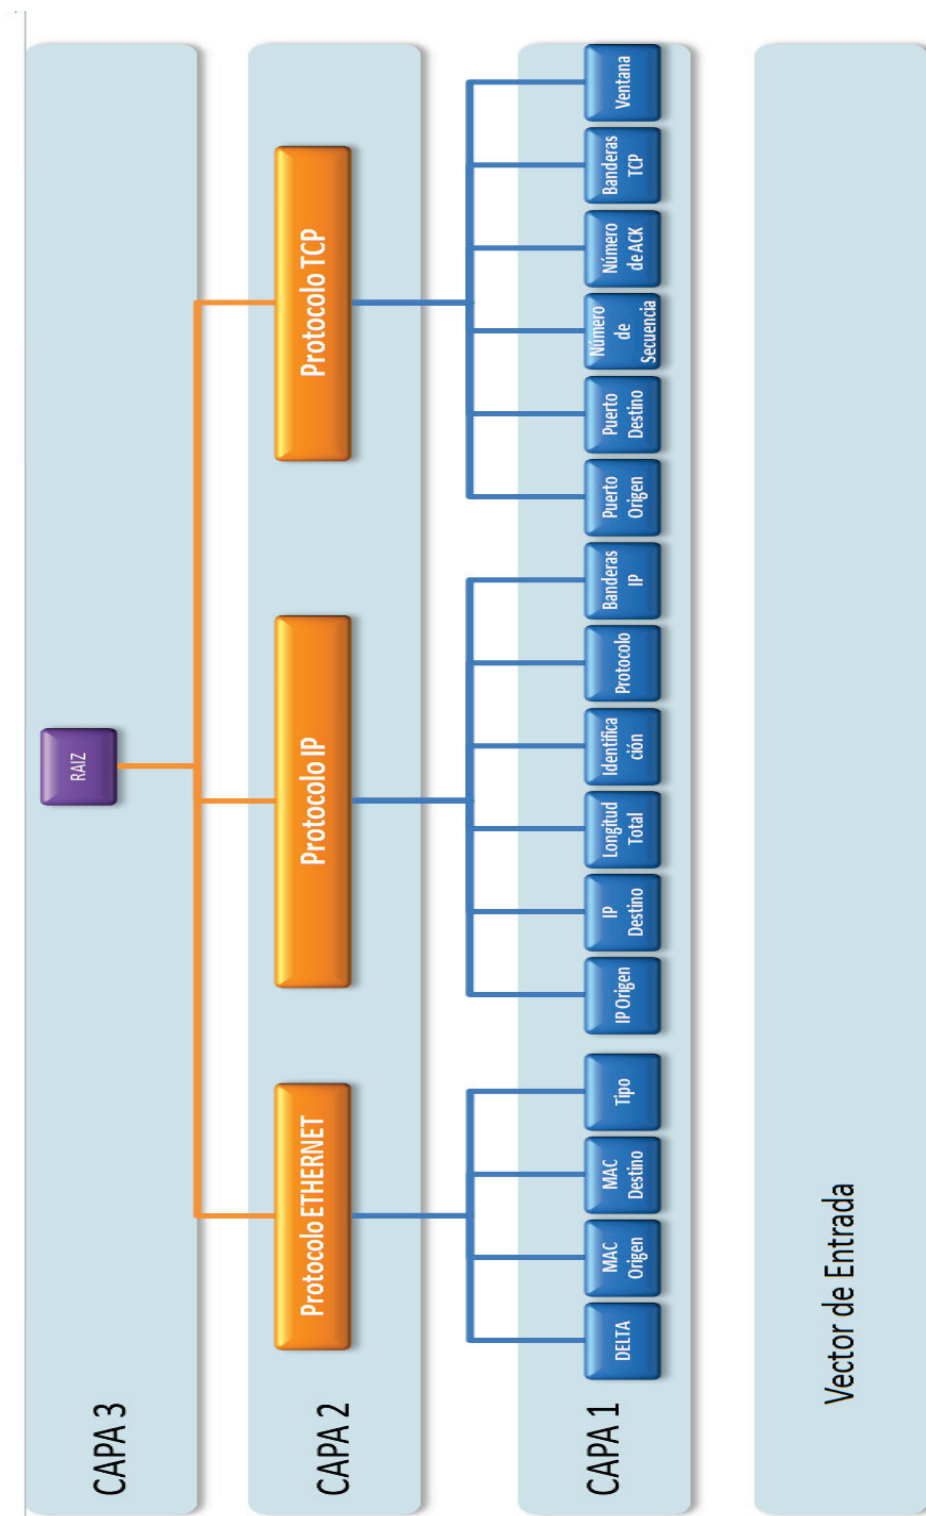 CAPA 3
RAIZ
CAPA 2
Protocolo ETHERNET
Protocolo IP
Protocolo TCP
CAPA 1
DELTA
MAC
Origen
MAC
Destino
Tipo
IP Origen
IP
Destino
Longitud
Total
Identifica
ción
Protocolo
Banderas
IP
Puerto
Origen
Puerto
Destino
Número
de
Secuencia
Número
de ACK
Banderas
TCP
Ventana
Vector de Entrada